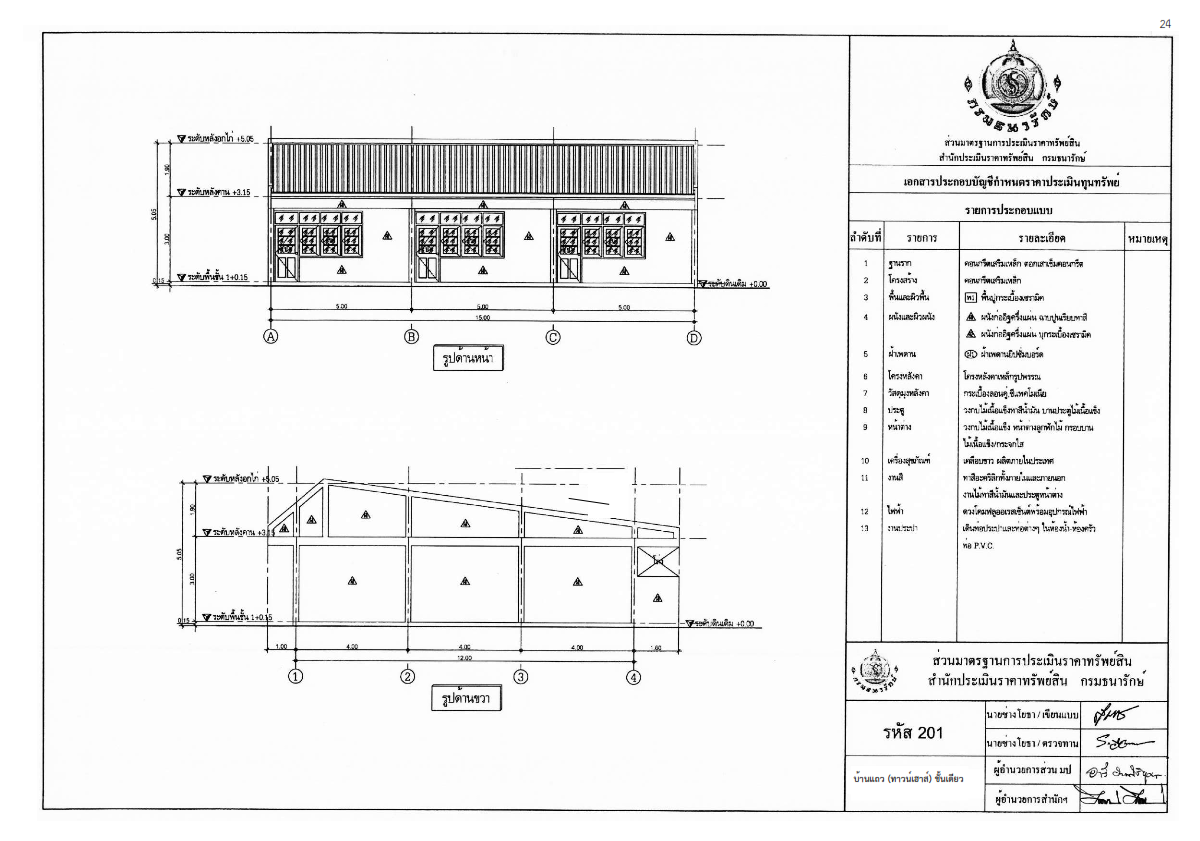 24
ระดับหลังอกไก่ +5.05
ระดับหลังคาน +3.15
ระดับพื้นชั้น 1+0.15
ระดับดินเดิม +0.00
1.90
5.05
3.00
0.15
5.00
5.00
5.00
15.00
A
B
C
D
รูปด้านหน้า
ระดับหลังอกไก่ +5.05
ระดับหลังคาน +3.15
ระดับพื้นชั้น 1+0.15
ระดับดินเดิม +0.00
1.90
5.05
3.00
0.15
1.00
4.00
4.00
4.00
1.60
12.00
1
2
3
4
รูปด้านขวา
กรมธนารักษ์
ส่วนมาตรฐานการประเมินราคาทรัพย์สิน
สำนักประเมินราคาทรัพย์สิน กรมธนารักษ์
เอกสารประกอบบัญชีกำหนดราคาประเมินทุนทรัพย์
รายการประกอบแบบ
ลำดับที่ รายการ รายละเอียด หมายเหตุ
1 ฐานราก คอนกรีตเสริมเหล็ก ตอกเสาเข็มคอนกรีต
2 โครงสร้าง คอนกรีตเสริมเหล็ก
3 พื้นและผิวพื้น พื้นปูกระเบื้องเซรามิค
4 ผนังและผิวผนัง ผนังก่ออิฐครึ่งแผ่น ฉาบปูนเรียบทาสี
ผนังก่ออิฐครึ่งแผ่น บุกระเบื้องเซรามิค
5 ฝ้าเพดาน ฝ้าเพดานยิปซั่มบอร์ด
6 โครงหลังคา โครงหลังคาเหล็กรูปพรรณ
7 วัสดุมุงหลังคา กระเบื้องลอนคู่,ซีแพคโมเนีย
8 ประตู วงกบไม้เนื้อแข็งทาสีน้ำมัน บานประตูไม้เนื้อแข็ง
9 หน้าต่าง วงกบไม้เนื้อแข็ง หน้าต่างลูกฟักไม้ กรอบบาน
ไม้เนื้อแข็ง/กระจกใส
10 เครื่องสุขภัณฑ์ เคลือบขาว ผลิตภายในประเทศ
11 งานสี ทาสีอะครีลิกทั้งภายในและภายนอก
งานไม้ทาสีน้ำมันและประตูหน้าต่าง
12 ไฟฟ้า ดวงโคมฟลูออเรสเซ็นต์พร้อมอุปกรณ์ไฟฟ้า
13 งานประปา เดินท่อประปาและท่อต่างๆ ในห้องน้ำ-ห้องครัว
ท่อ P.V.C.
ส่วนมาตรฐานการประเมินราคาทรัพย์สิน
สำนักประเมินราคาทรัพย์สิน กรมธนารักษ์
รหัส 201
นายช่างโยธา / เขียนแบบ
นายช่างโยธา / ตรวจทาน
บ้านแถว (ทาวน์เฮาส์) ชั้นเดียว
ผู้อำนวยการส่วน มป
ผู้อำนวยการสำนักฯ